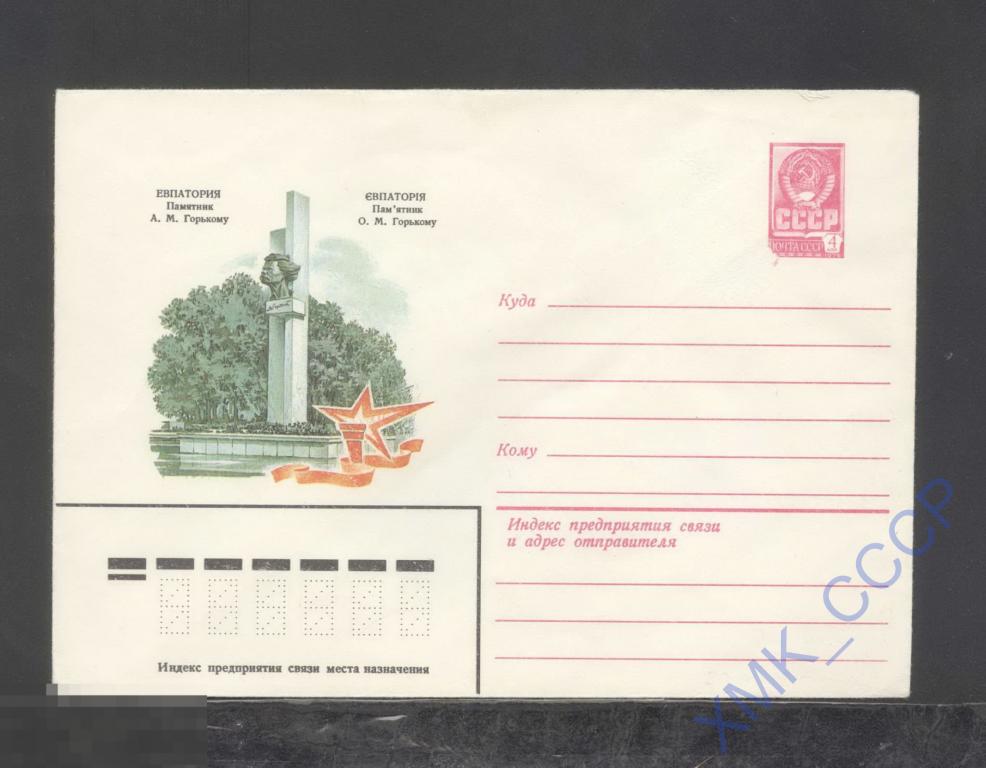 ЕВПАТОРИЯ
Памятник
А. М. Горькому
ЄВПАТОРІЯ
Пам'ятник
О. М. Горькому
СССР
ПОЧТА СССР 4
Куда
Кому
Индекс предприятия связи
и адрес отправителя
Индекс предприятия связи места назначения
ХМК_СССР